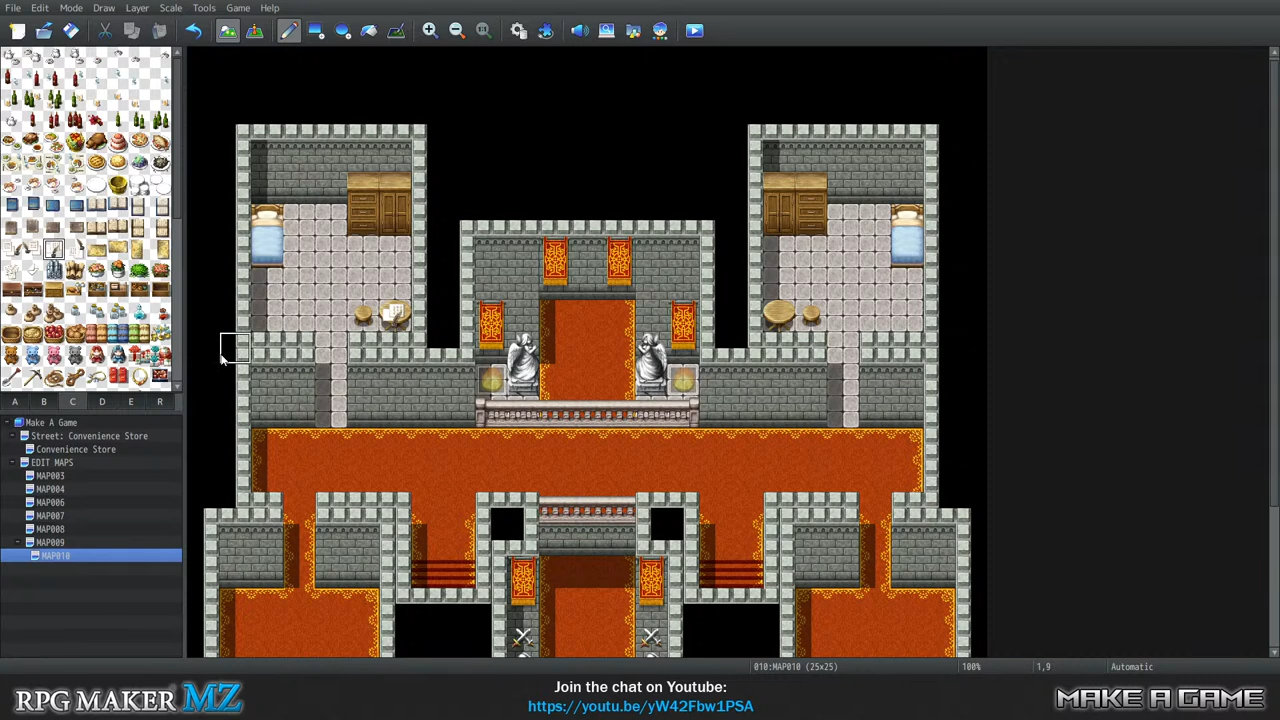 File Edit Mode Draw Layer Scale Tools Game Help
A B C D E R
Make A Game
Street: Convenience Store
Convenience Store
EDIT MAPS
MAP003
MAP004
MAP006
MAP007
MAP008
MAP009
MAP010
010:MAP010 (25x25) 100% 1,9 Automatic
RPG MAKER MZ
Join the chat on Youtube:
https://youtu.be/yW42Fbw1PSA
MAKE A GAME